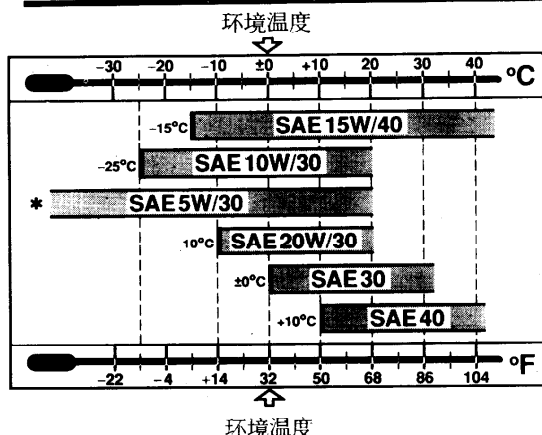 环境温度
-30 -20 -10 ±0 +10 20 30 40 °C
-15°C SAE 15W/40
-25°C SAE 10W/30
* SAE 5W/30
10°C SAE 20W/30
±0°C SAE 30
+10°C SAE 40
-22 -4 +14 32 50 68 86 104 °F
环境温度